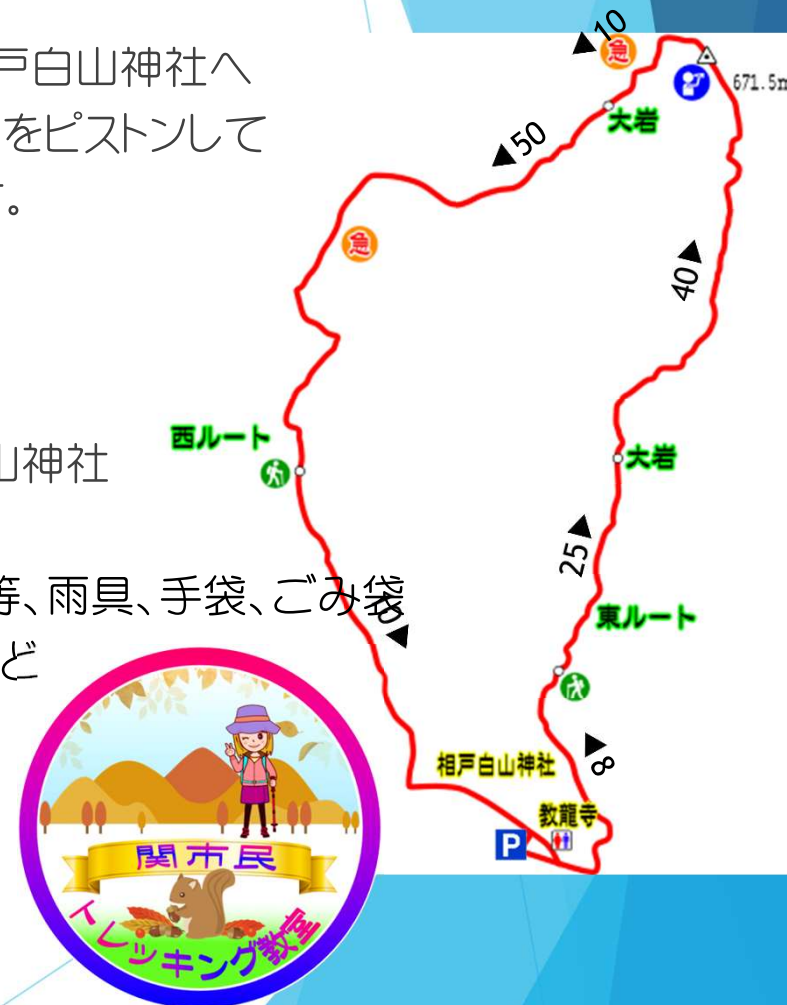 戸白山神社へ
をピストンして
。
山神社
等、雨具、手袋、ごみ袋
ど
10
急
671.5m
大岩
50
急
40
西ルート
大岩
25
東ルート
8
相戸白山神社
教龍寺
P
関市民
トレッキング教室